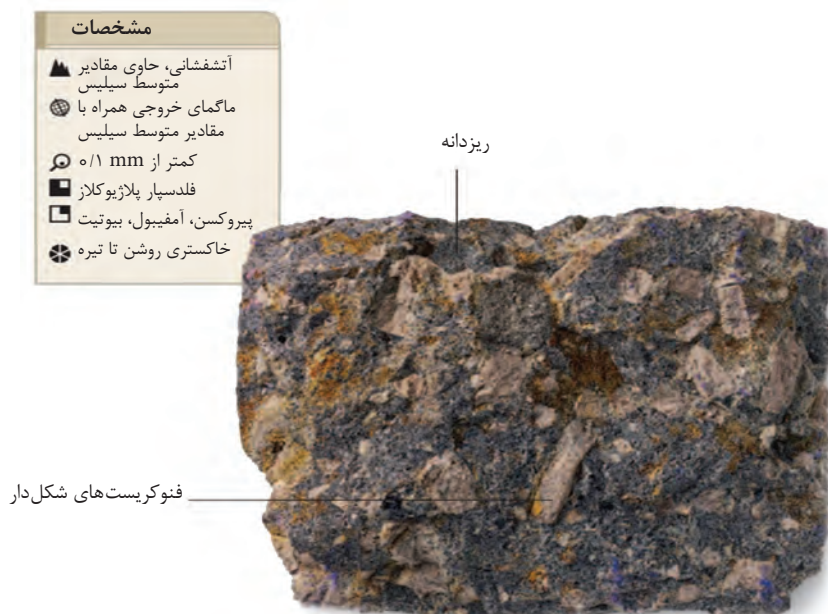 مشخصات
آتشفشانی، حاوی مقادیر
متوسط سیلیس
ماگمای خروجی همراه با
مقادیر متوسط سیلیس
کمتر از ۰/۱ mm
فلدسپار پلاژیوکلاز
پیروکسن، آمفیبول، بیوتیت
خاکستری روشن تا تیره
ریزدانه
فنوکریست‌های شکل‌دار